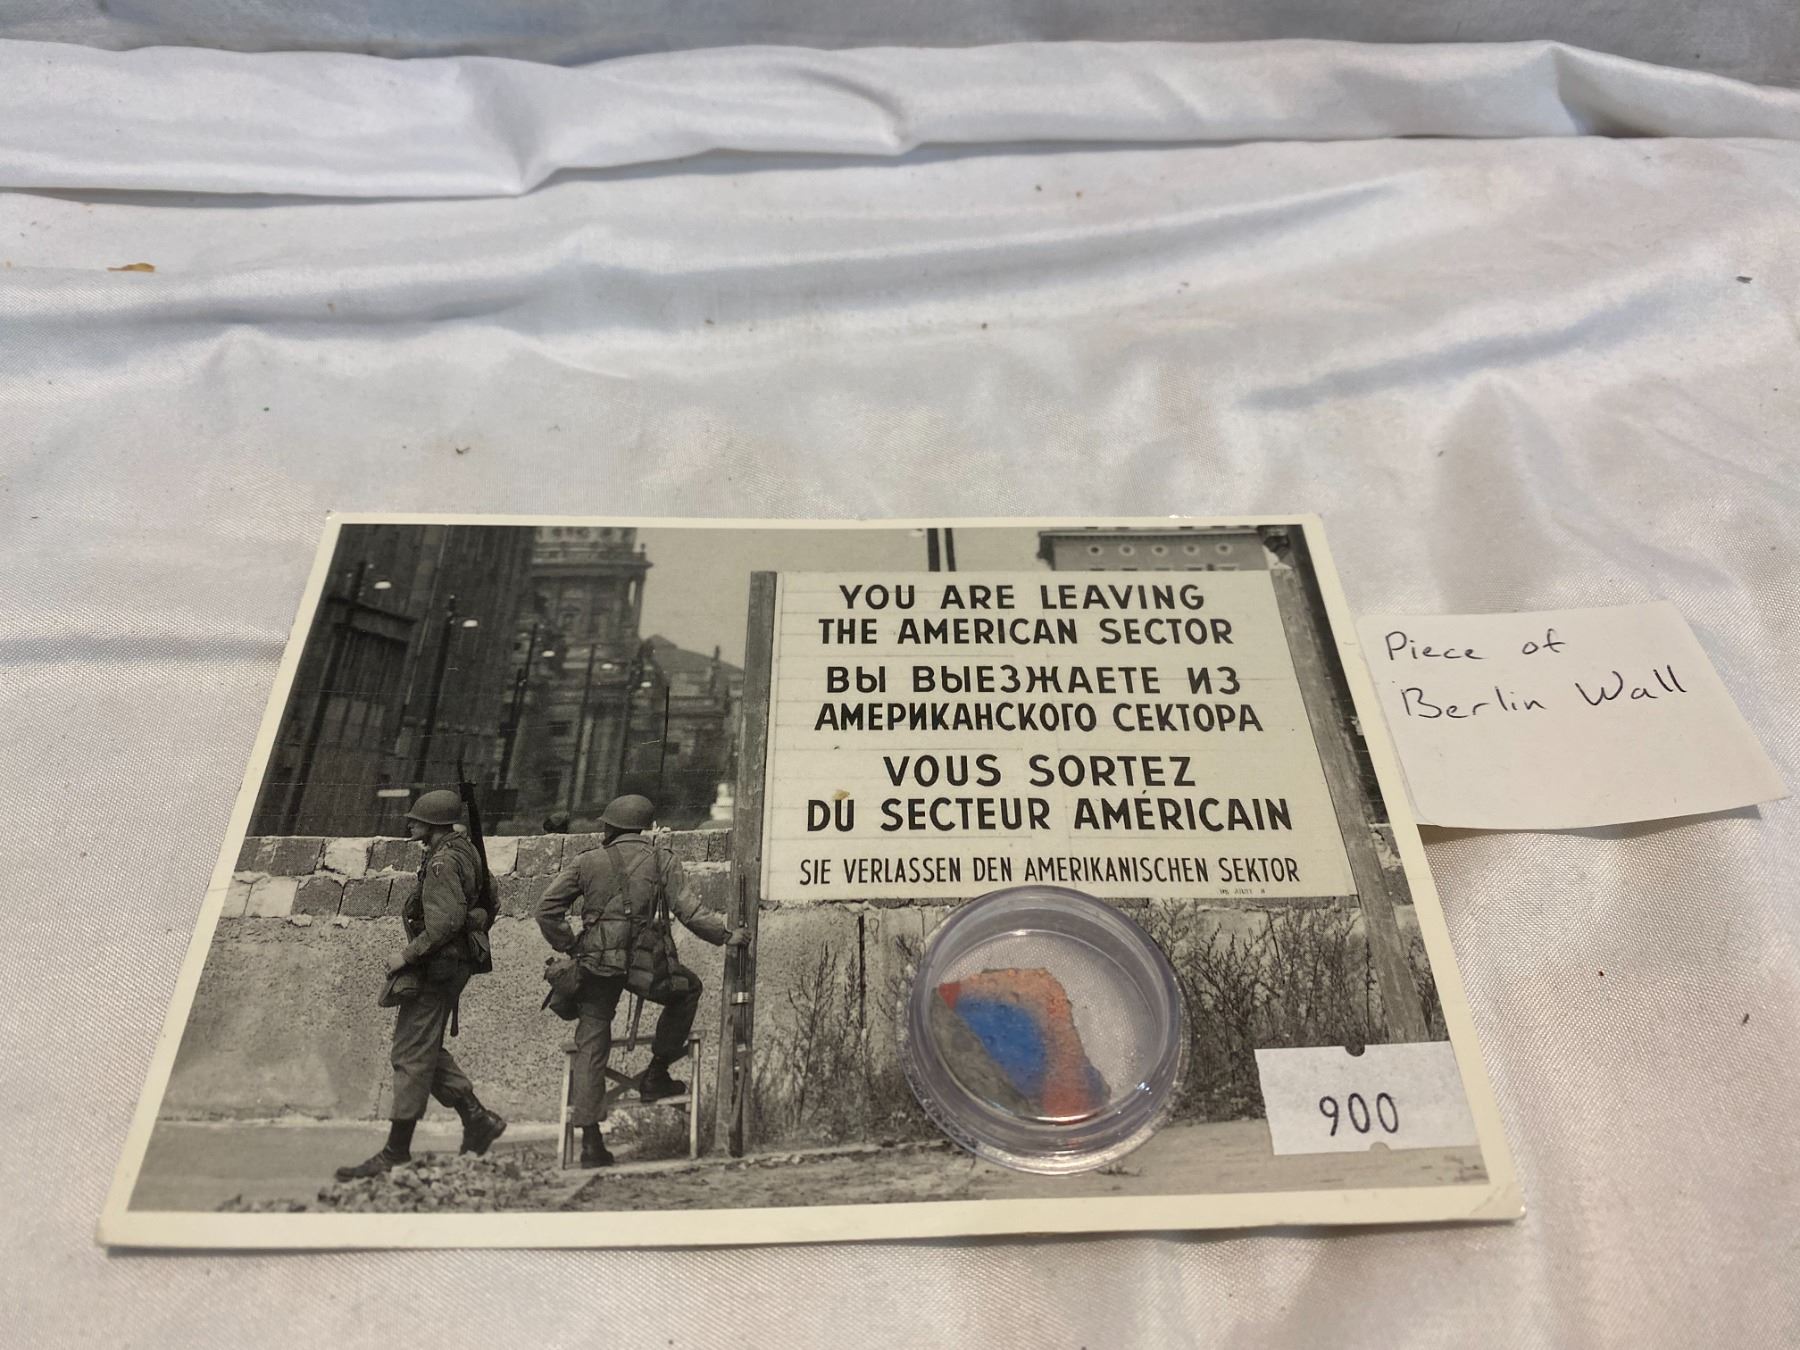 YOU ARE LEAVING
THE AMERICAN SECTOR
ВЫ ВЫЕЗЖАЕТЕ ИЗ
АМЕРИКАНСКОГО СЕКТОРА
VOUS SORTEZ
DU SECTEUR AMÉRICAIN
SIE VERLASSEN DEN AMERIKANISCHEN SEKTOR
Piece of
Berlin Wall
900